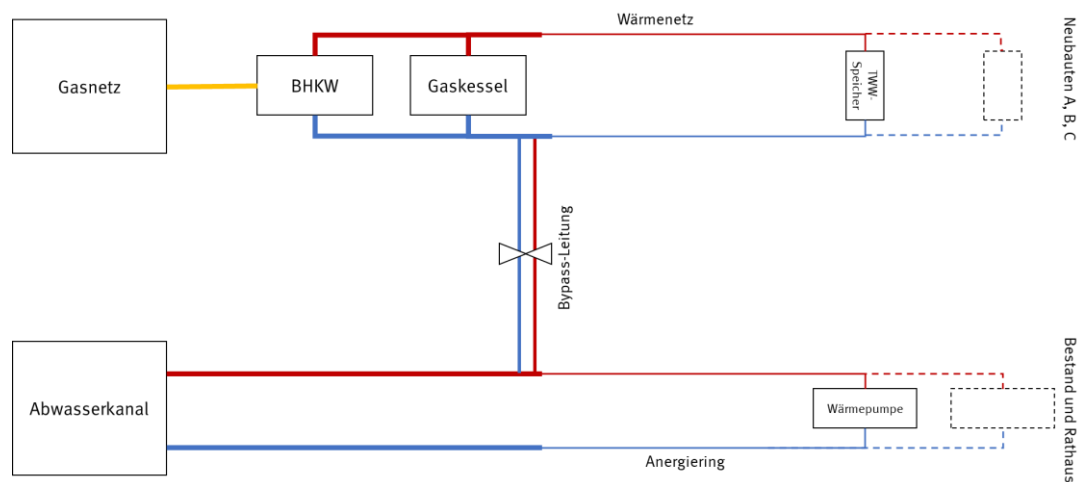 Wärmenetz
Gasnetz
BHKW
Gaskessel
TWW-
Speicher
Neubauten A, B, C
Bypass-Leitung
Abwasserkanal
Wärmepumpe
Anergiering
Bestand und Rathaus